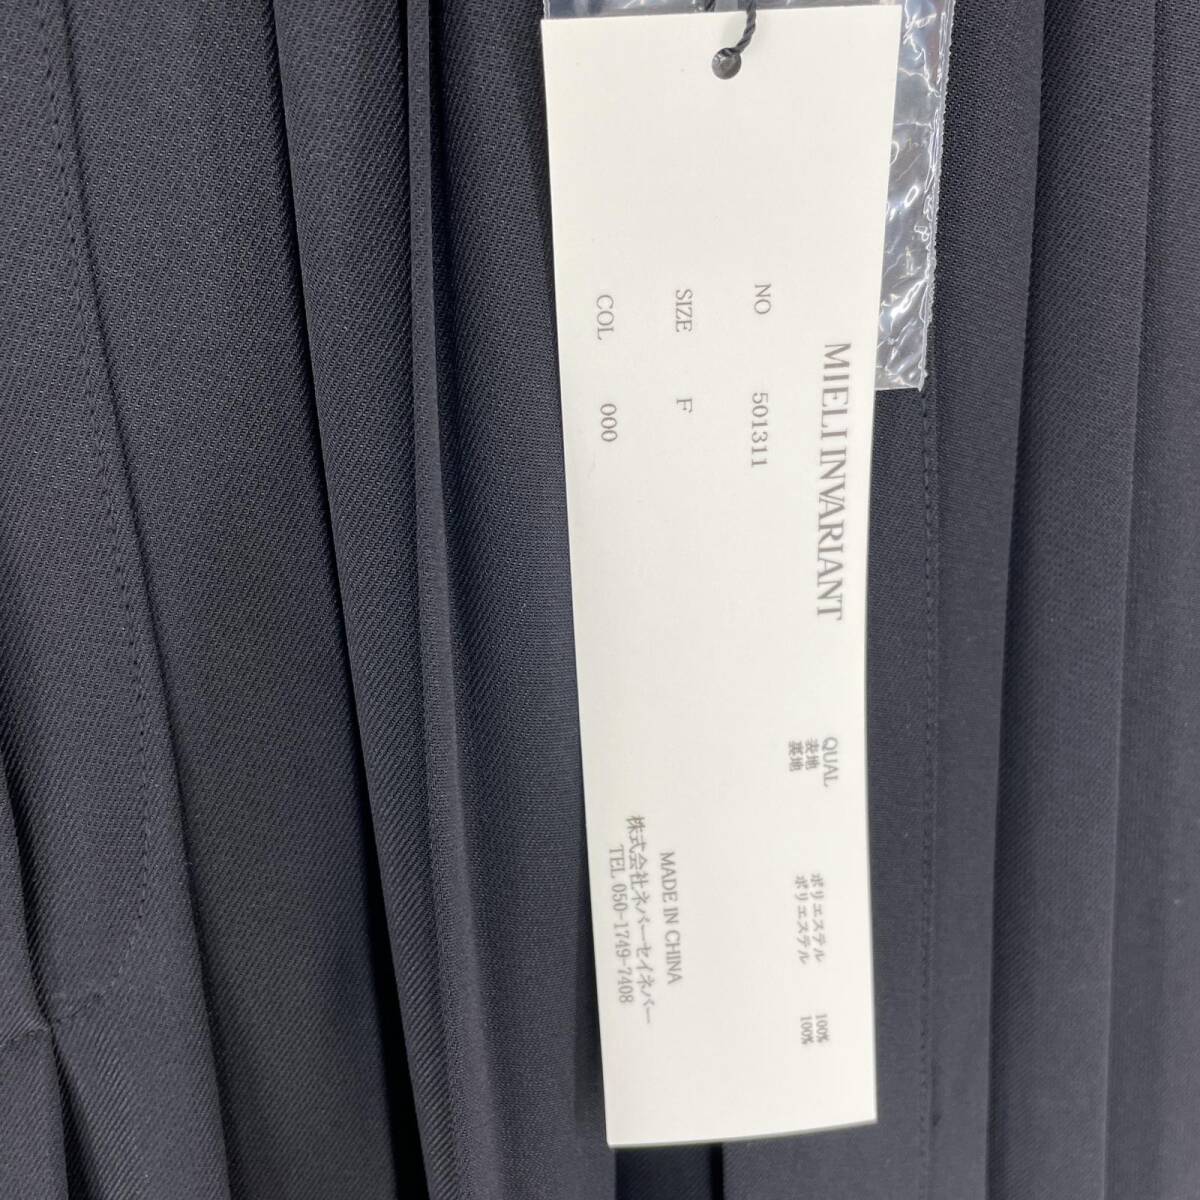 MIELI INVARIANT
NO 501311
SIZE F
COL 000
QUAL
表地 ポリエステル 100%
裏地 ポリエステル 100%
MADE IN CHINA
株式会社ネバーセイネバー
TEL 050-1749-7408